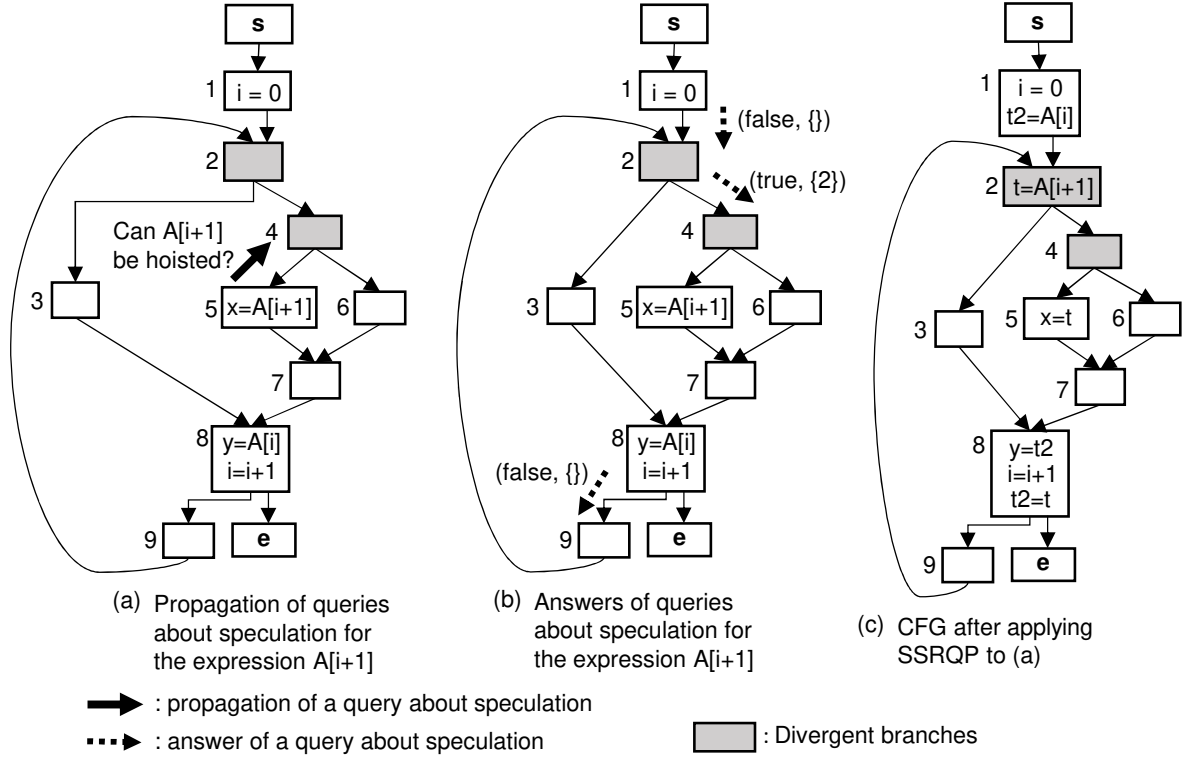 s
1
i = 0
2
Can A[i+1]
be hoisted?
4
3
5
x=A[i+1]
6
7
8
y=A[i]
i=i+1
9
e
(a) Propagation of queries
about speculation for
the expression A[i+1]
s
1
i = 0
(false, {})
2
(true, {2})
4
3
5
x=A[i+1]
6
7
8
y=A[i]
i=i+1
(false, {})
9
e
(b) Answers of queries
about speculation for
the expression A[i+1]
s
1
i = 0
t2=A[i]
2
t=A[i+1]
4
3
5
x=t
6
7
8
y=t2
i=i+1
t2=t
9
e
(c) CFG after applying
SSRQP to (a)
: propagation of a query about speculation
: answer of a query about speculation
: Divergent branches